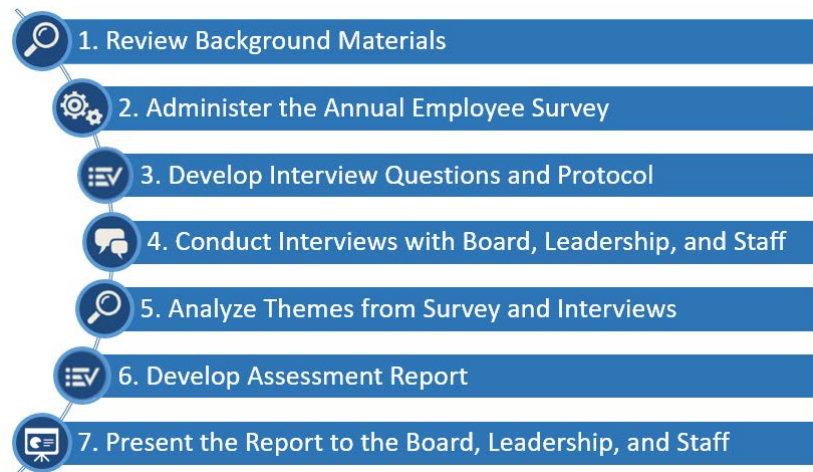 1. Review Background Materials
2. Administer the Annual Employee Survey
3. Develop Interview Questions and Protocol
4. Conduct Interviews with Board, Leadership, and Staff
5. Analyze Themes from Survey and Interviews
6. Develop Assessment Report
7. Present the Report to the Board, Leadership, and Staff